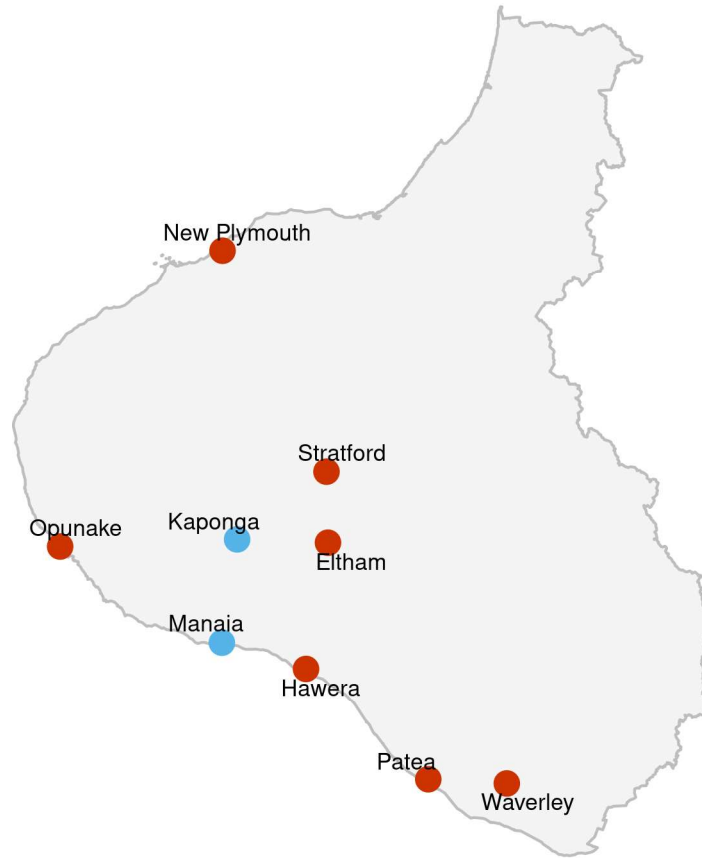 New Plymouth
Stratford
Kaponga
Opunake
Eltham
Manaia
Hawera
Patea
Waverley